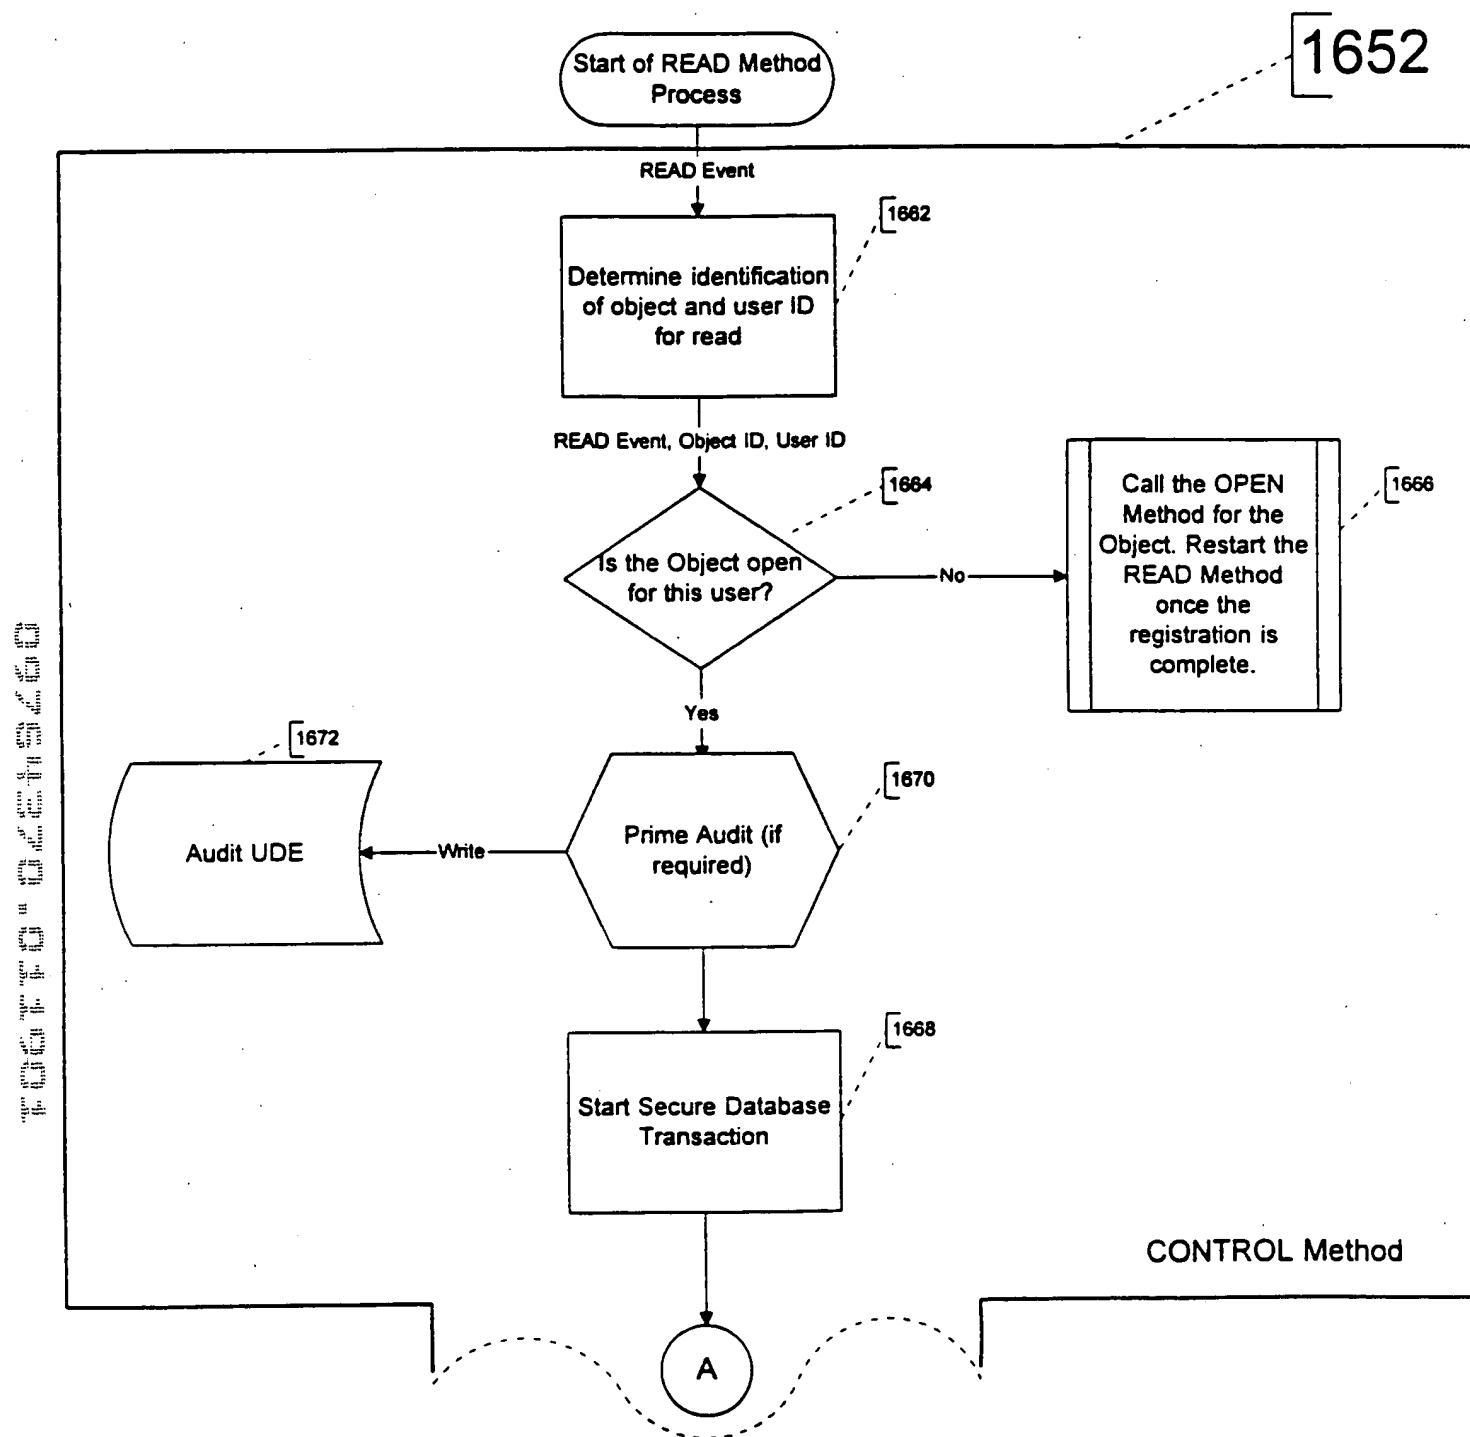 1652
Start of READ Method
Process
READ Event
1662
Determine identification
of object and user ID
for read
READ Event, Object ID, User ID
1664
Is the Object open
for this user?
No
1666
Call the OPEN
Method for the
Object. Restart the
READ Method
once the
registration is
complete.
Yes
1672
Audit UDE
Write
1670
Prime Audit (if
required)
1668
Start Secure Database
Transaction
CONTROL Method
A